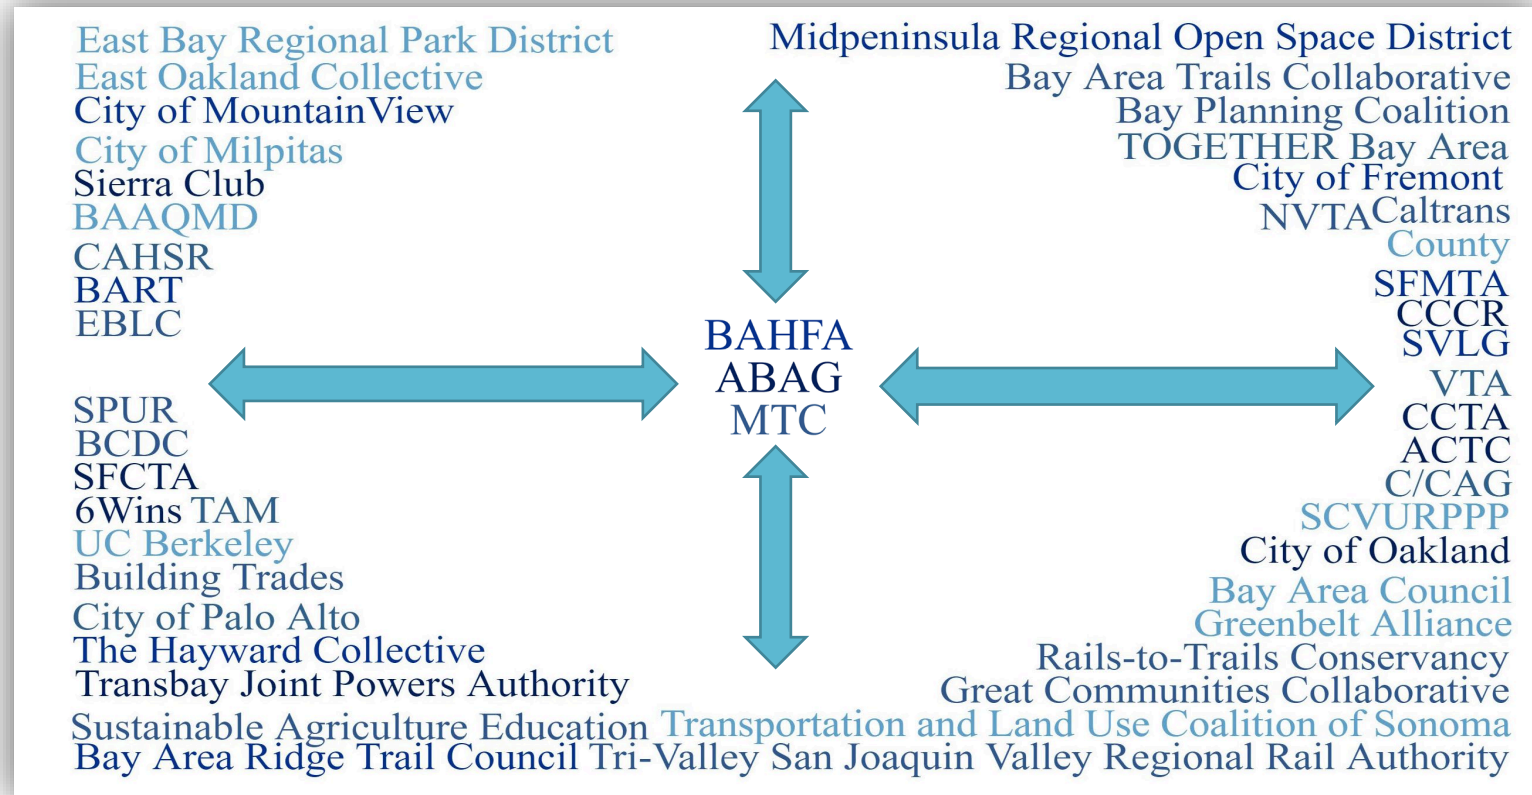 East Bay Regional Park District
East Oakland Collective
City of MountainView
City of Milpitas
Sierra Club
BAAQMD
CAHSR
BART
EBLC
SPUR
BCDC
SFCTA
6Wins TAM
UC Berkeley
Building Trades
City of Palo Alto
The Hayward Collective
Transbay Joint Powers Authority
Sustainable Agriculture Education Transportation and Land Use Coalition of Sonoma
Bay Area Ridge Trail Council Tri-Valley San Joaquin Valley Regional Rail Authority
BAHFA
ABAG
MTC
Midpeninsula Regional Open Space District
Bay Area Trails Collaborative
Bay Planning Coalition
TOGETHER Bay Area
City of Fremont
NVTA Caltrans
County
SFMTA
CCCR
SVLG
VTA
CCTA
ACTC
C/CAG
SCVURPPP
City of Oakland
Bay Area Council
Greenbelt Alliance
Rails-to-Trails Conservancy
Great Communities Collaborative